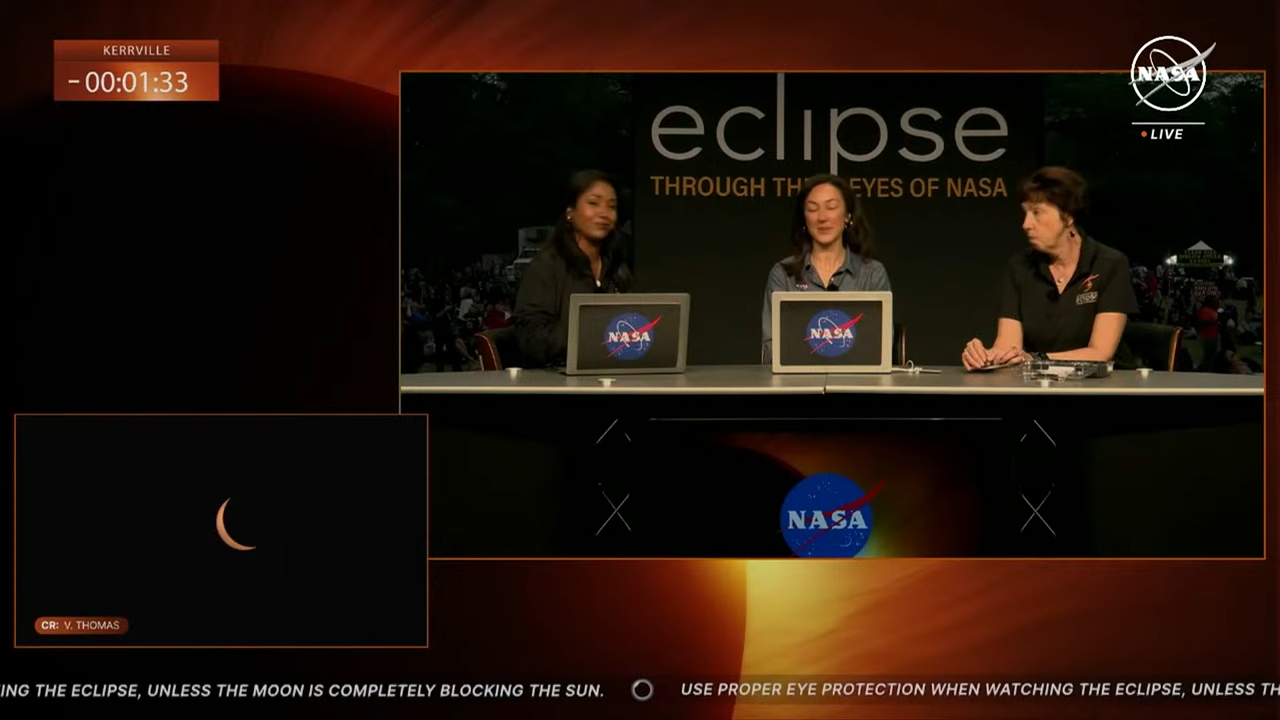 KERRVILLE
-00:01:33
NASA
LIVE
eclipse
THROUGH TH EYES OF NASA
NASA
NASA
NASA
CR: V. THOMAS
ING THE ECLIPSE, UNLESS THE MOON IS COMPLETELY BLOCKING THE SUN.
USE PROPER EYE PROTECTION WHEN WATCHING THE ECLIPSE, UNLESS TH